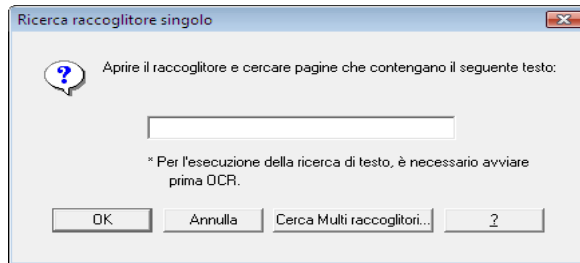 Ricerca raccoglitore singolo
Aprire il raccoglitore e cercare pagine che contengano il seguente testo:
* Per l'esecuzione della ricerca di testo, è necessario avviare
prima OCR.
OK Annulla Cerca Multi raccoglitori... ?